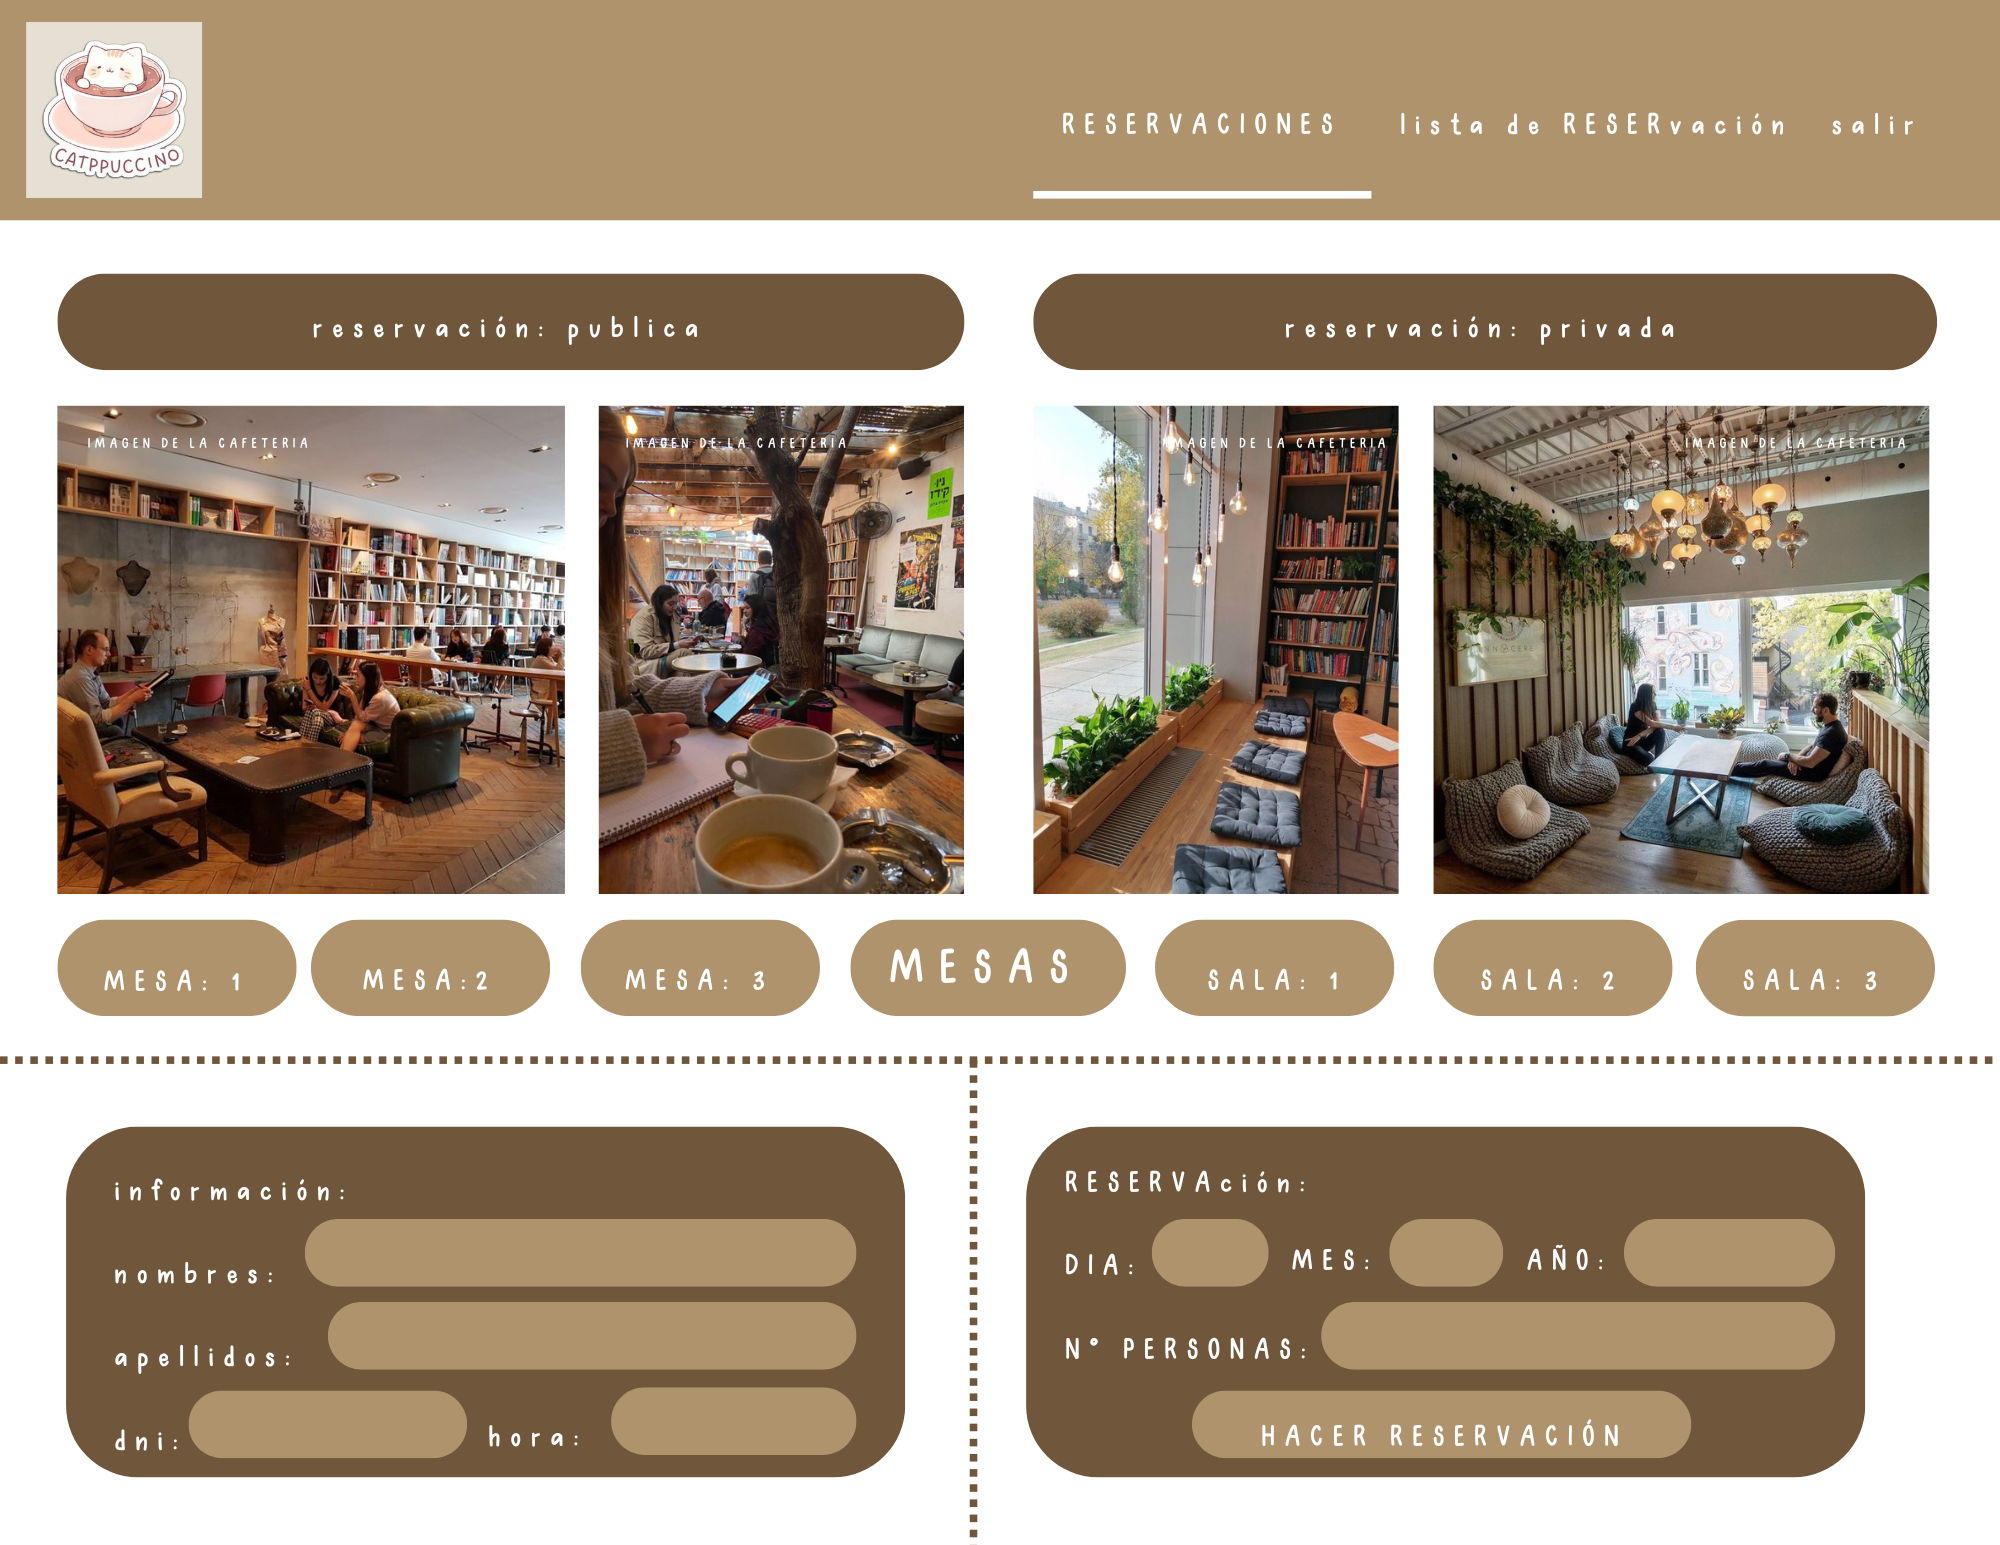 CATPPUCCINO
RESERVACIONES lista de RESERvación salir
reservación: publica
reservación: privada
IMAGEN DE LA CAFETERIA
IMAGEN DE LA CAFETERIA
IMAGEN DE LA CAFETERIA
IMAGEN DE LA CAFETERIA
MESA: 1
MESA:2
MESA: 3
MESAS
SALA: 1
SALA: 2
SALA: 3
información:
nombres:
apellidos:
dni: hora:
RESERVAción:
DIA: MES: AÑO:
N° PERSONAS:
HACER RESERVACIÓN